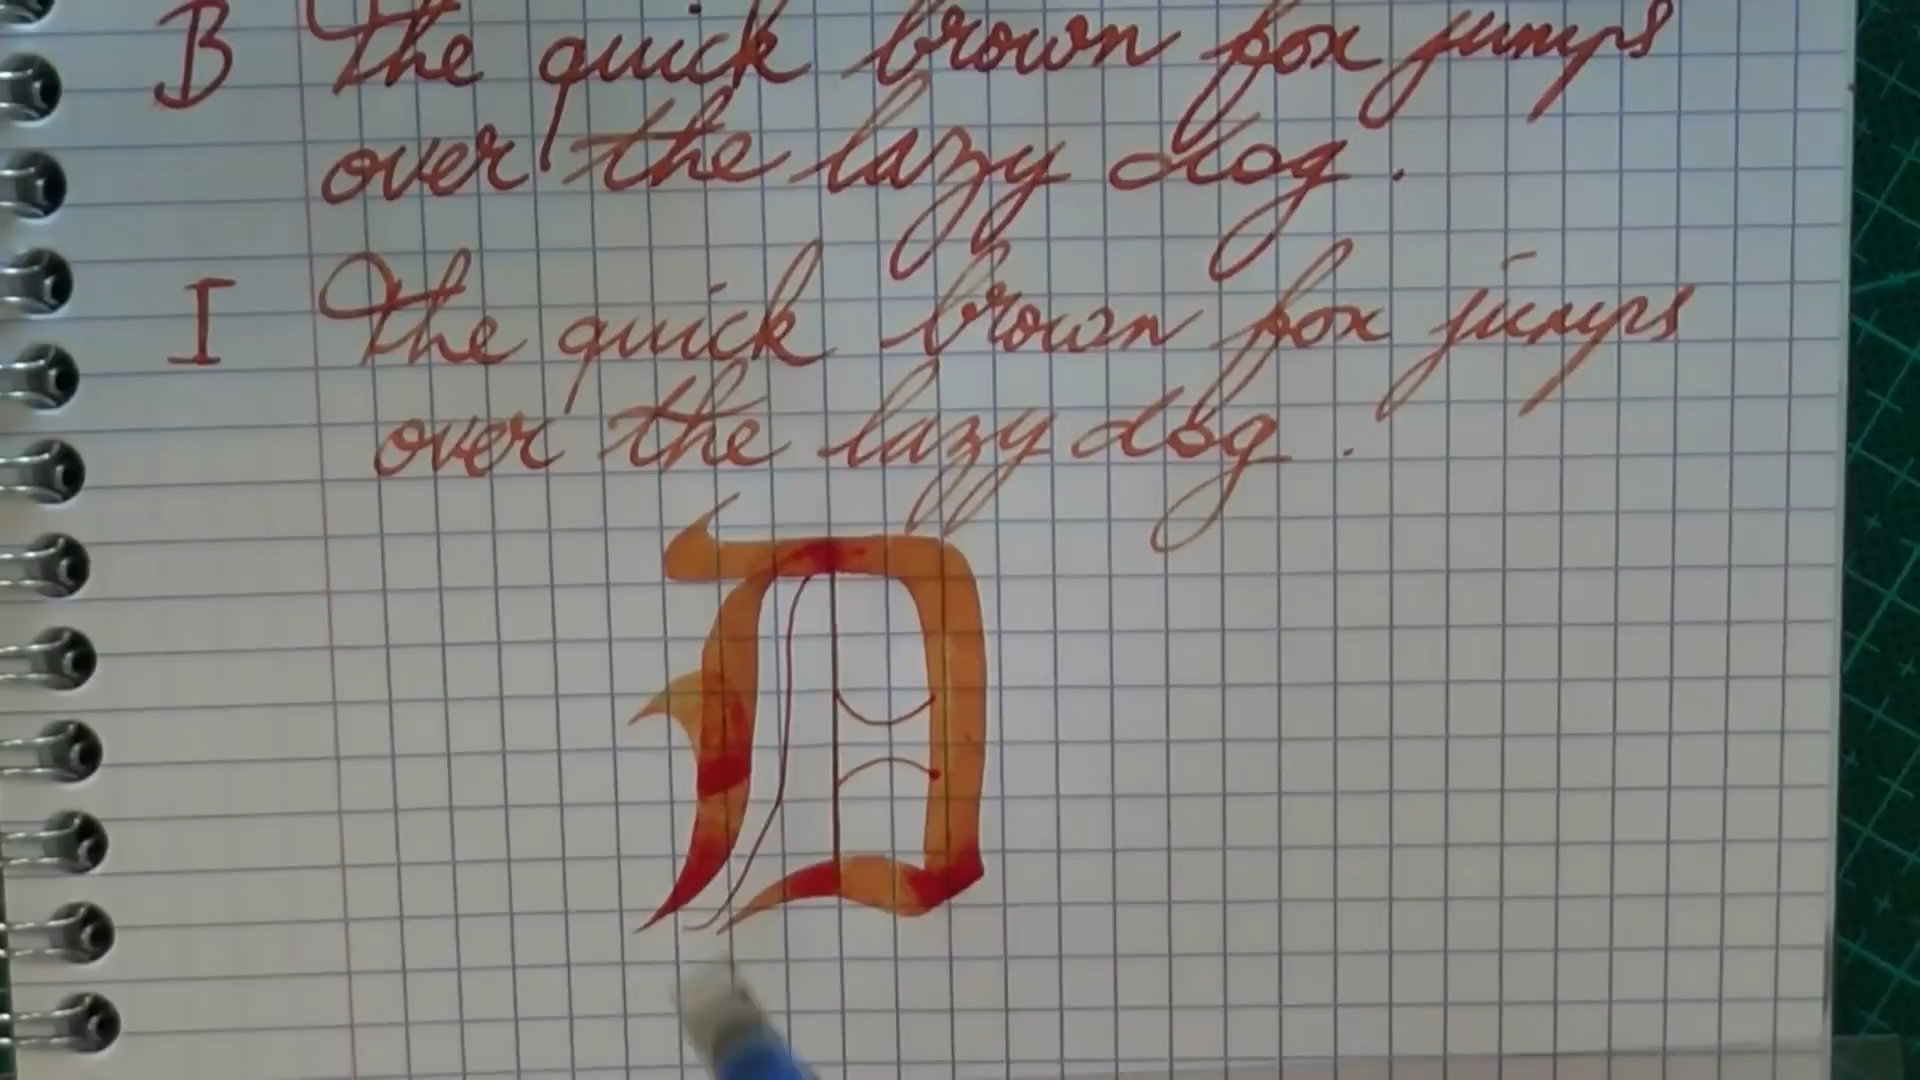 B The quick brown fox jumps
over the lazy dog.
I The quick brown fox jumps
over the lazy dog.
D